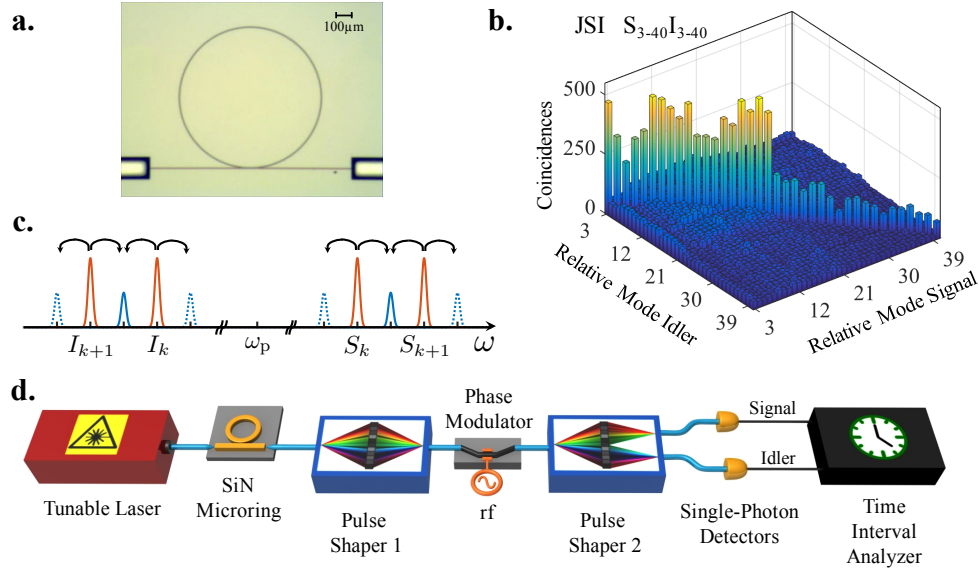 a.
100μm
b.
JSI S₃₋₄₀I₃₋₄₀
Coincidences
500
250
0
3
12
21
30
39
Relative Mode Idler
3
12
21
30
39
Relative Mode Signal
c.
Iₖ₊₁
Iₖ
ωₚ
Sₖ
Sₖ₊₁
ω
d.
Tunable Laser
SiN
Microring
Pulse
Shaper 1
Phase
Modulator
rf
Pulse
Shaper 2
Signal
Idler
Single-Photon
Detectors
Time
Interval
Analyzer